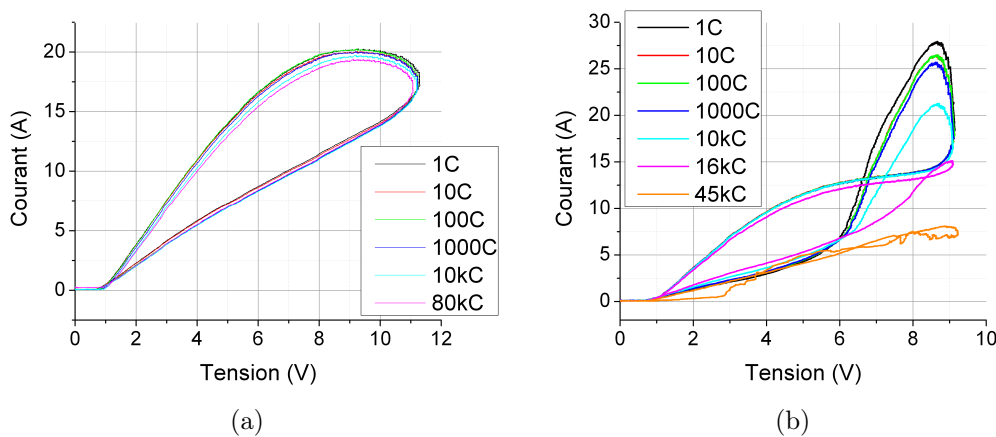 Courant (A)
20
15
10
5
0
1C
10C
100C
1000C
10kC
80kC
0 2 4 6 8 10 12
Tension (V)
(a)
Courant (A)
30
25
20
15
10
5
0
1C
10C
100C
1000C
10kC
16kC
45kC
0 2 4 6 8 10
Tension (V)
(b)